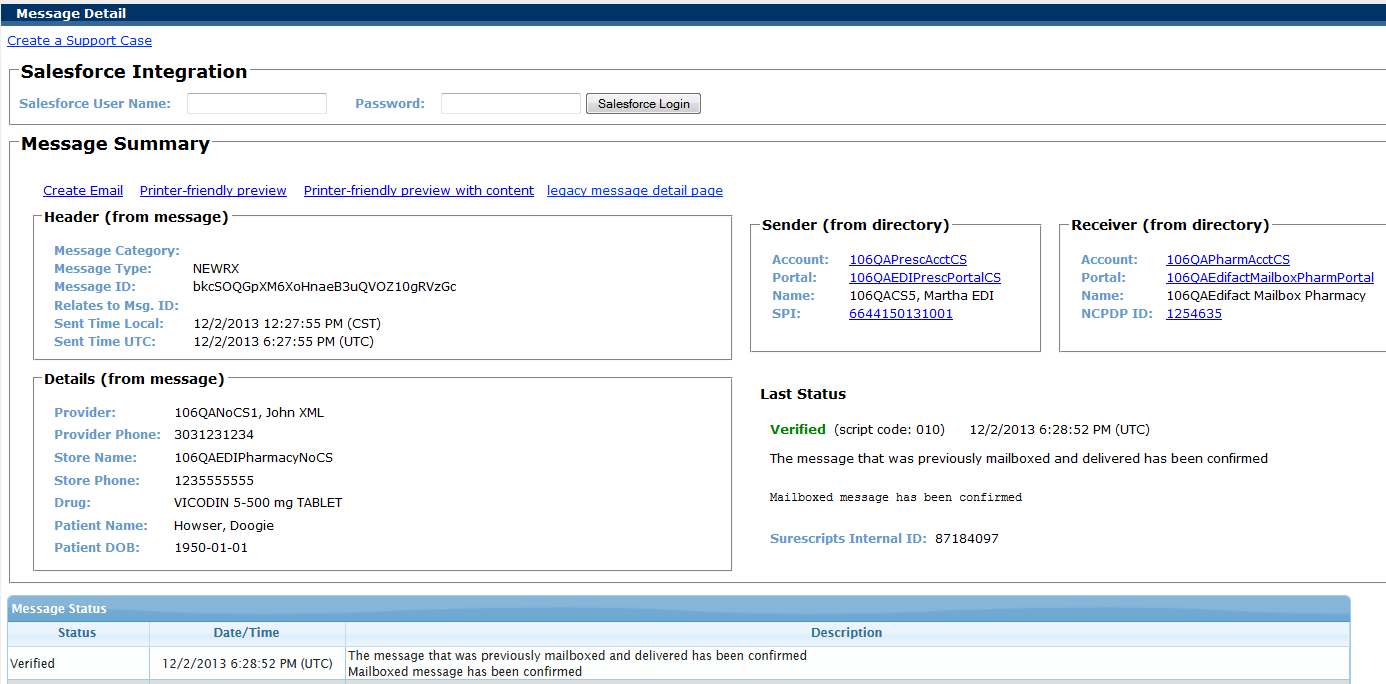 Message Detail
Create a Support Case
Salesforce Integration
Salesforce User Name: Password: Salesforce Login
Message Summary
Create Email Printer-friendly preview Printer-friendly preview with content legacy message detail page
Header (from message)
Message Category:
Message Type: NEWRX
Message ID: bkcSOQGpXM6XoHnaeB3uQVOZ10gRVzGc
Relates to Msg. ID:
Sent Time Local: 12/2/2013 12:27:55 PM (CST)
Sent Time UTC: 12/2/2013 6:27:55 PM (UTC)
Sender (from directory)
Account: 106QAPrescAcctCS
Portal: 106QAEDIPrescPortalCS
Name: 106QACS5, Martha EDI
SPI: 6644150131001
Receiver (from directory)
Account: 106QAPharmAcctCS
Portal: 106QAEdifactMailboxPharmPortal
Name: 106QAEdifact Mailbox Pharmacy
NCPDP ID: 1254635
Details (from message)
Provider: 106QANoCS1, John XML
Provider Phone: 3031231234
Store Name: 106QAEDIPharmacyNoCS
Store Phone: 1235555555
Drug: VICODIN 5-500 mg TABLET
Patient Name: Howser, Doogie
Patient DOB: 1950-01-01
Last Status
Verified (script code: 010) 12/2/2013 6:28:52 PM (UTC)
The message that was previously mailboxed and delivered has been confirmed
Mailboxed message has been confirmed
Surescripts Internal ID: 87184097
Message Status
Status Date/Time Description
Verified 12/2/2013 6:28:52 PM (UTC) The message that was previously mailboxed and delivered has been confirmed
Mailboxed message has been confirmed